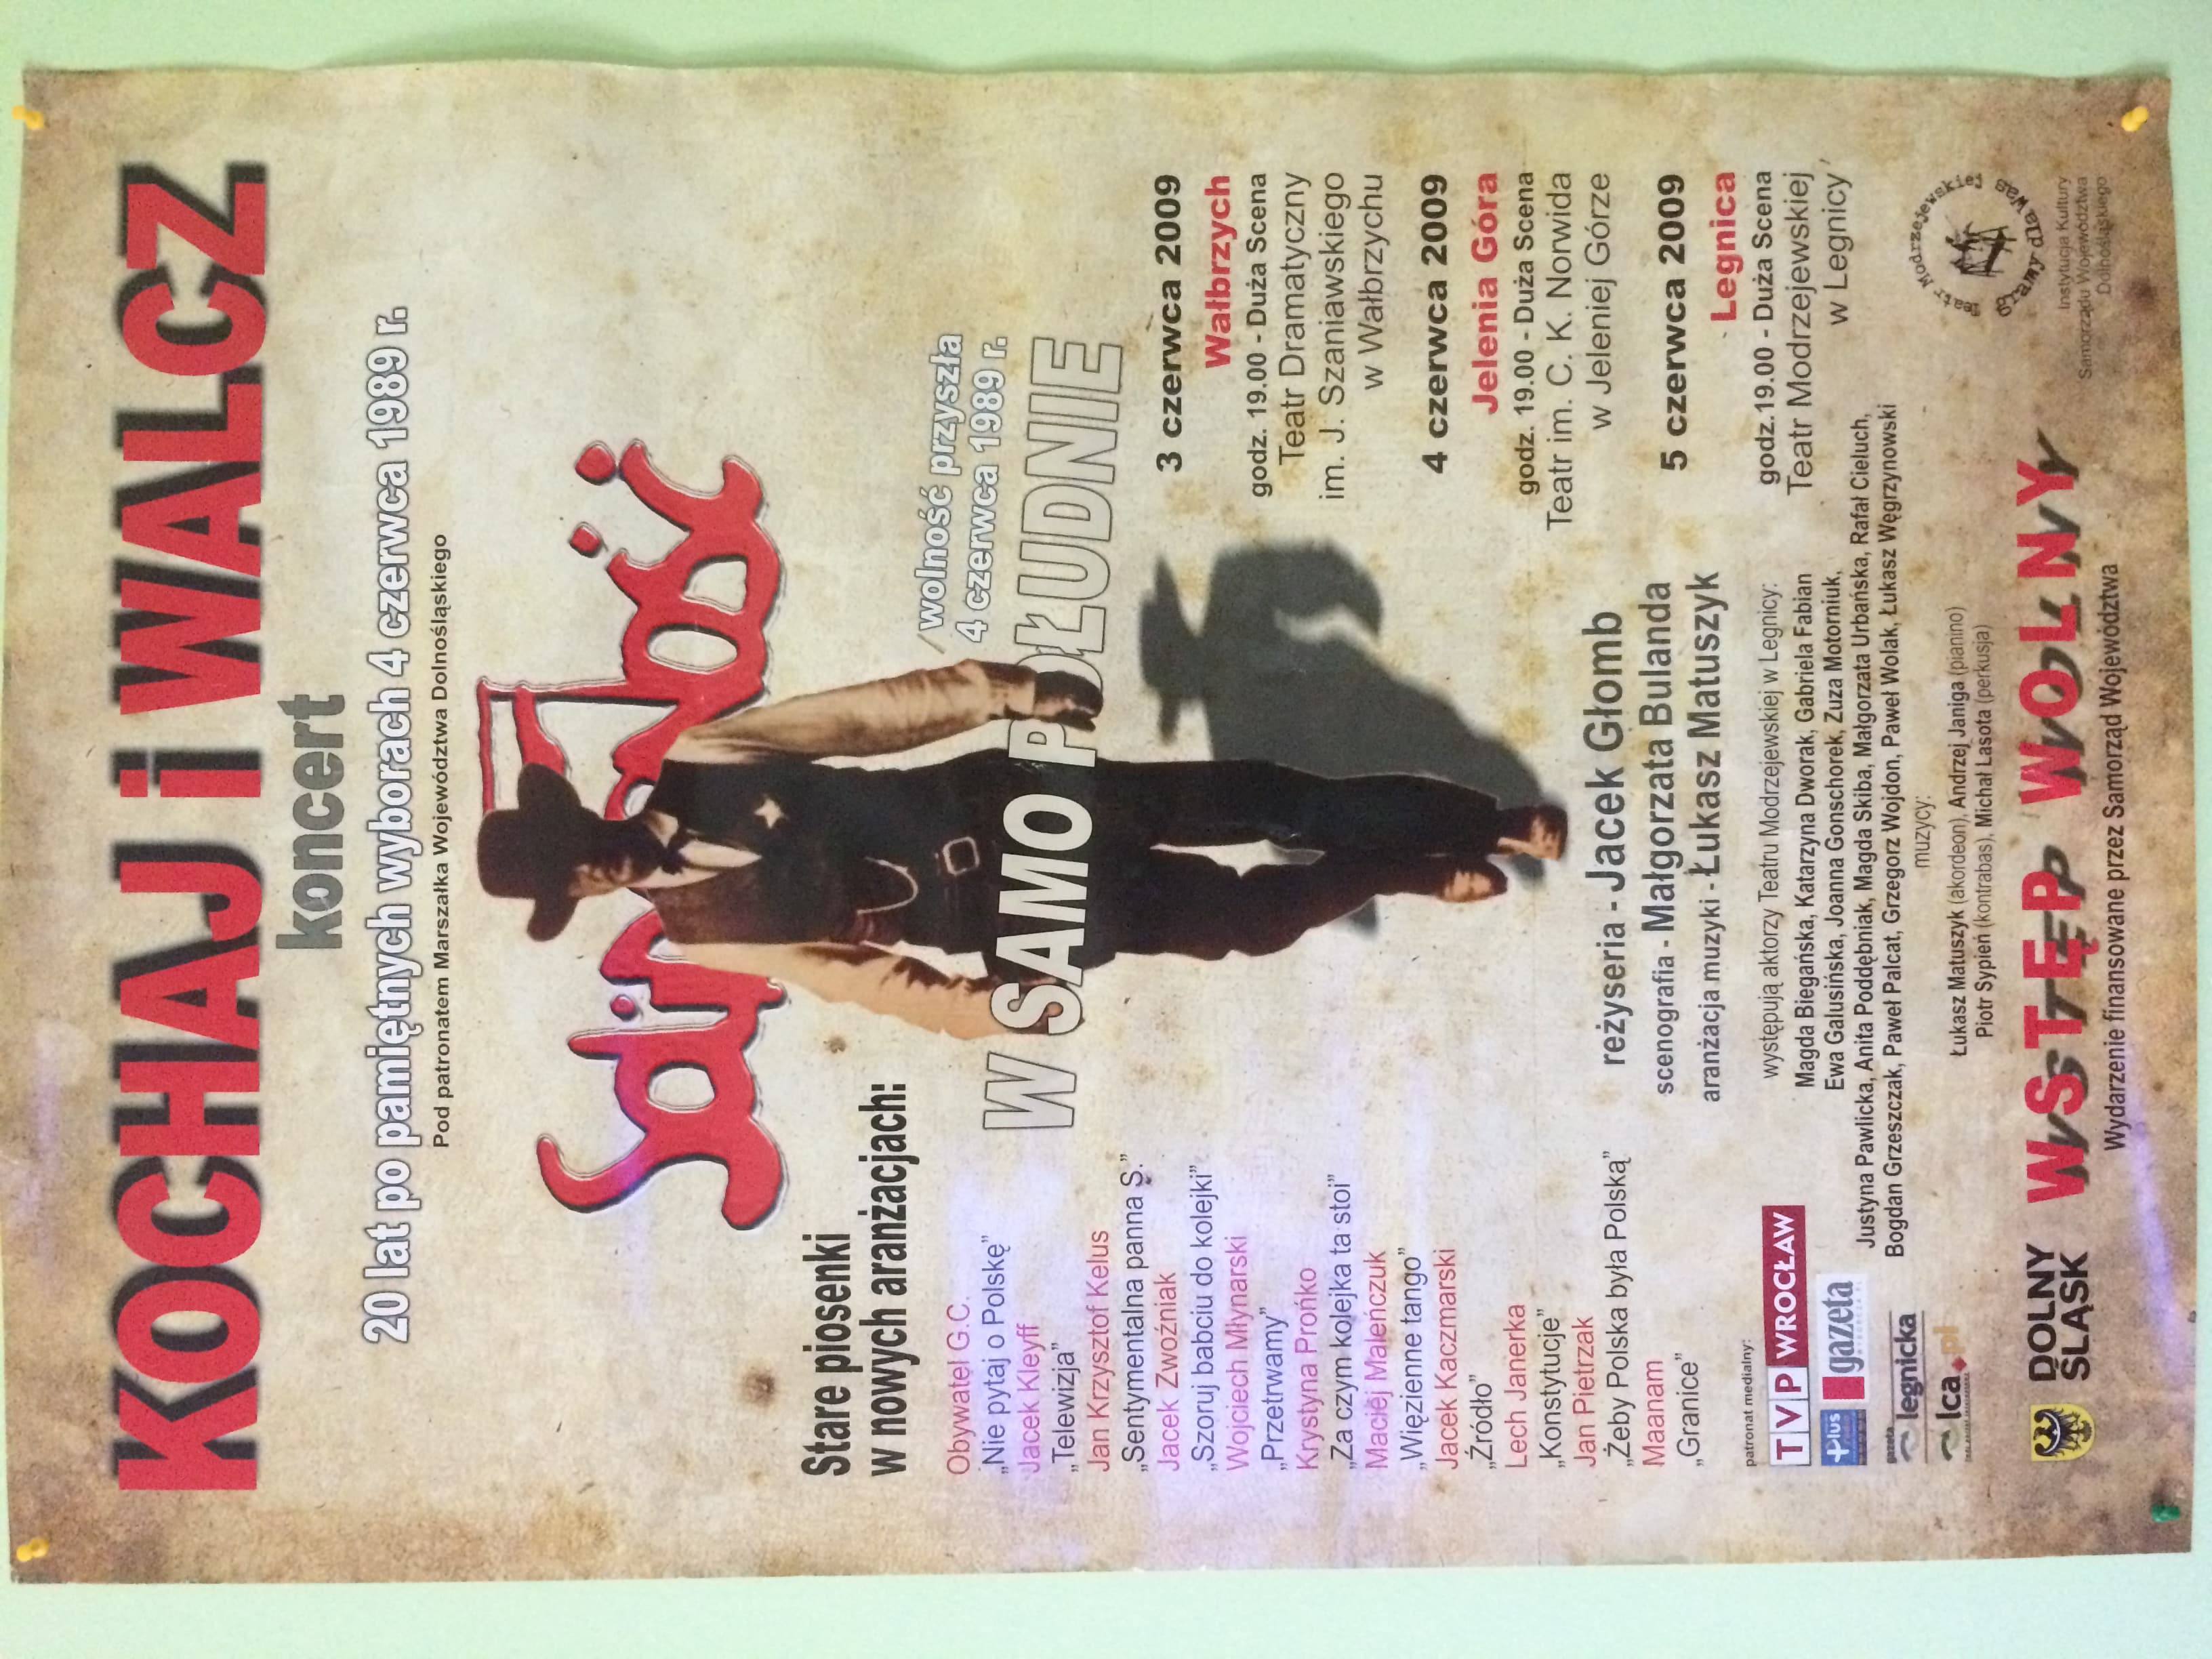 KOCHAJ i WALCZ
koncert
20 lat po pamiętnych wyborach 4 czerwca 1989 r.
Pod patronatem Marszałka Województwa Dolnośląskiego
Stare piosenki
w nowych aranżacjach:
Obywatel G.C.
„Nie pytaj o Polskę”
Jacek Kleyff
„Telewizja”
Jan Krzysztof Kelus
„Sentymentalna panna S.”
Jacek Zwoźniak
„Szoruj babciu do kolejki”
Wojciech Młynarski
„Przetrwamy”
Krystyna Prońko
„Za czym kolejka ta stoi”
Maciej Maleńczuk
„Więzienne tango”
Jacek Kaczmarski
„Źródło”
Lech Janerka
„Konstytucje”
Jan Pietrzak
„Żeby Polska była Polską”
Maanam
„Granice”
wolność przyszła
4 czerwca 1989 r.
W SAMO POŁUDNIE
3 czerwca 2009
Wałbrzych
godz. 19.00 - Duża Scena
Teatr Dramatyczny
im. J. Szaniawskiego
w Wałbrzychu
4 czerwca 2009
Jelenia Góra
godz. 19.00 - Duża Scena
Teatr im. C. K. Norwida
w Jeleniej Górze
5 czerwca 2009
Legnica
godz.19.00 - Duża Scena
Teatr Modrzejewskiej
w Legnicy
reżyseria - Jacek Głomb
scenografia - Małgorzata Bulanda
aranżacja muzyki - Łukasz Matuszyk
występują aktorzy Teatru Modrzejewskiej w Legnicy:
Magda Biegańska, Katarzyna Dworak, Gabriela Fabian
Ewa Galusińska, Joanna Gonschorek, Zuza Motorniuk,
Justyna Pawlicka, Anita Poddębniak, Magda Skiba, Małgorzata Urbańska, Rafał Cieluch,
Bogdan Grzeszczak, Paweł Palcat, Grzegorz Wojdon, Paweł Wolak, Łukasz Węgrzynowski
muzycy:
Łukasz Matuszyk (akordeon), Andrzej Janiga (pianino)
Piotr Sypień (kontrabas), Michał Lasota (perkusja)
patronat medialny:
TVP WROCŁAW
Plus gazeta
gazeta legnicka
lca.pl
teatr Modrzejewskiej
gramy dla Was
Instytucja Kultury
Samorządu Województwa
Dolnośląskiego
DOLNY
ŚLĄSK
WSTĘP WOLNY
Wydarzenie finansowane przez Samorząd Województwa